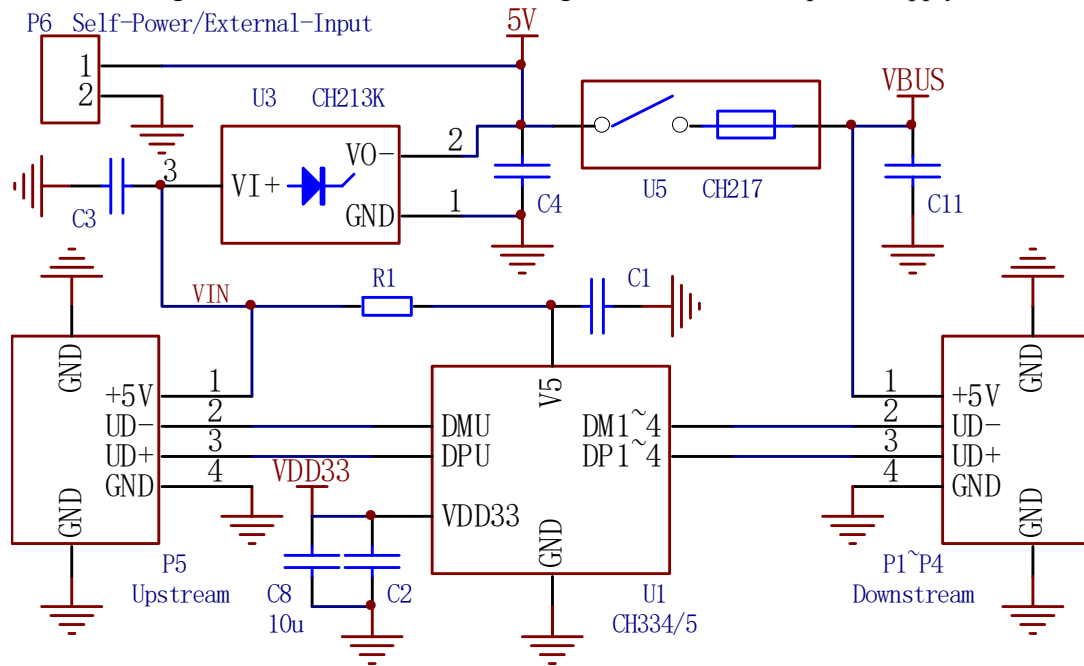 P6 Self-Power/External-Input
5V
1
2
U3 CH213K
VBUS
VO-
2
3
VI+
GND
1
C3
C4
U5 CH217
C11
VIN
R1
C1
GND
V5
GND
+5V
1
UD-
2
UD+
3
GND
4
GND
DMU
DPU
VDD33
VDD33
GND
DM1~4
DP1~4
1
+5V
2
UD-
3
UD+
4
GND
GND
P5
Upstream
C8
10u
C2
U1
CH334/5
P1~P4
Downstream